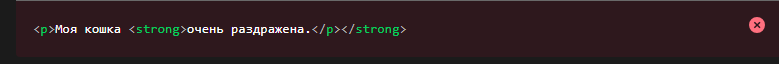 <p>Моя кошка <strong>очень раздражена.</p></strong>